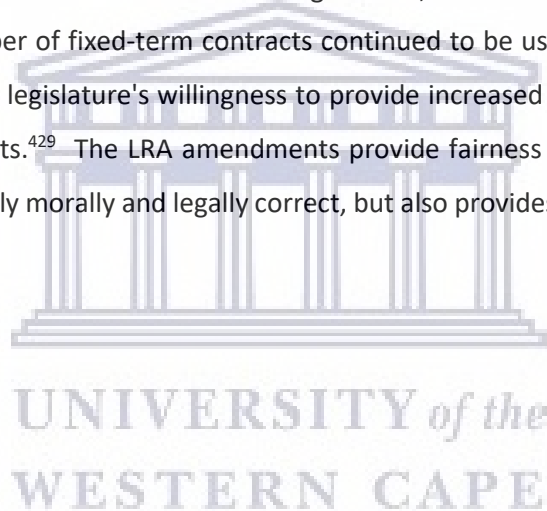 per of fixed-term contracts continued to be us
legislature's willingness to provide increased
ts.⁴²⁹ The LRA amendments provide fairness
ly morally and legally correct, but also provides
UNIVERSITY of the
WESTERN CAPE